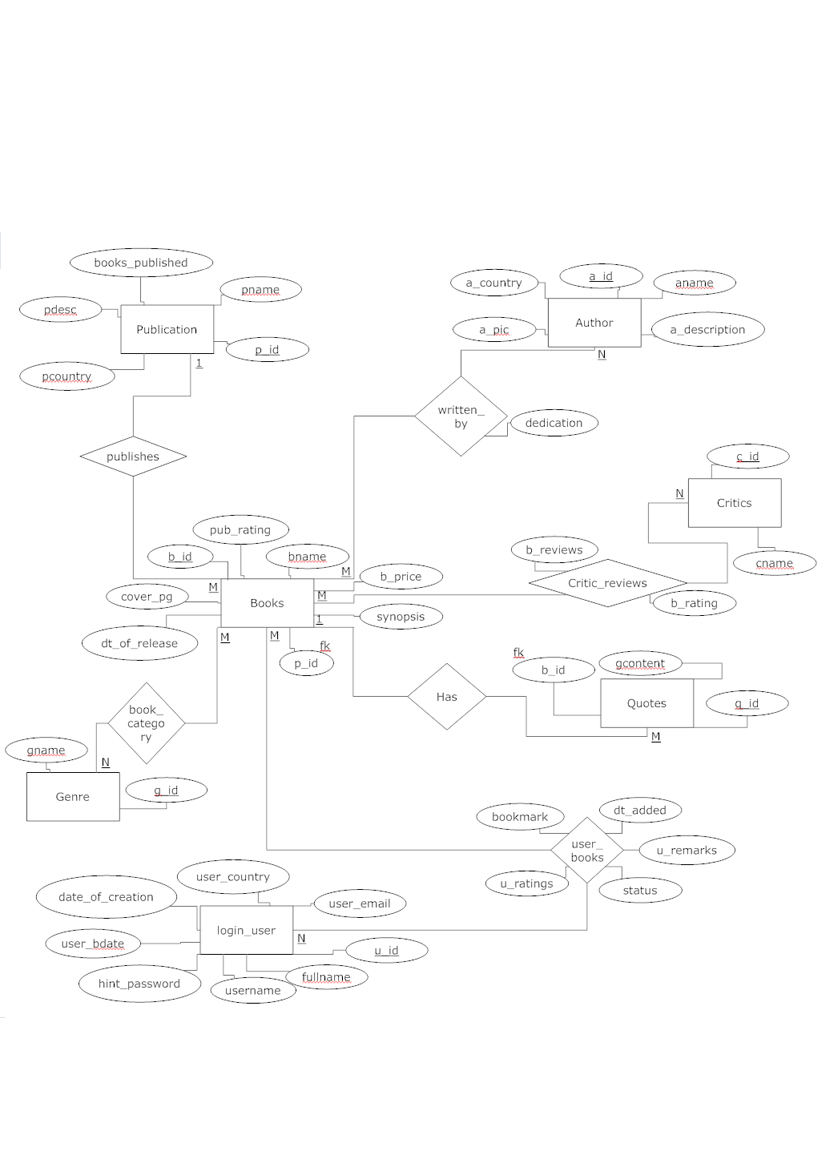 books_published
pname
a_id
a_country
aname
pdesc
Publication
Author
a_pic
a_description
p_id
N
1
pcountry
written_
by
dedication
publishes
c_id
N
Critics
pub_rating
b_reviews
b_id
bname
cname
M
b_price
M
Critic_reviews
cover_pg
Books
M
b_rating
synopsis
1
M
M
dt_of_release
fk
p_id
fk
b_id
gcontent
Has
Quotes
q_id
book_
catego
ry
M
gname
N
g_id
Genre
bookmark
dt_added
user_
books
u_remarks
u_ratings
status
user_country
date_of_creation
user_email
login_user
N
user_bdate
u_id
hint_password
fullname
username